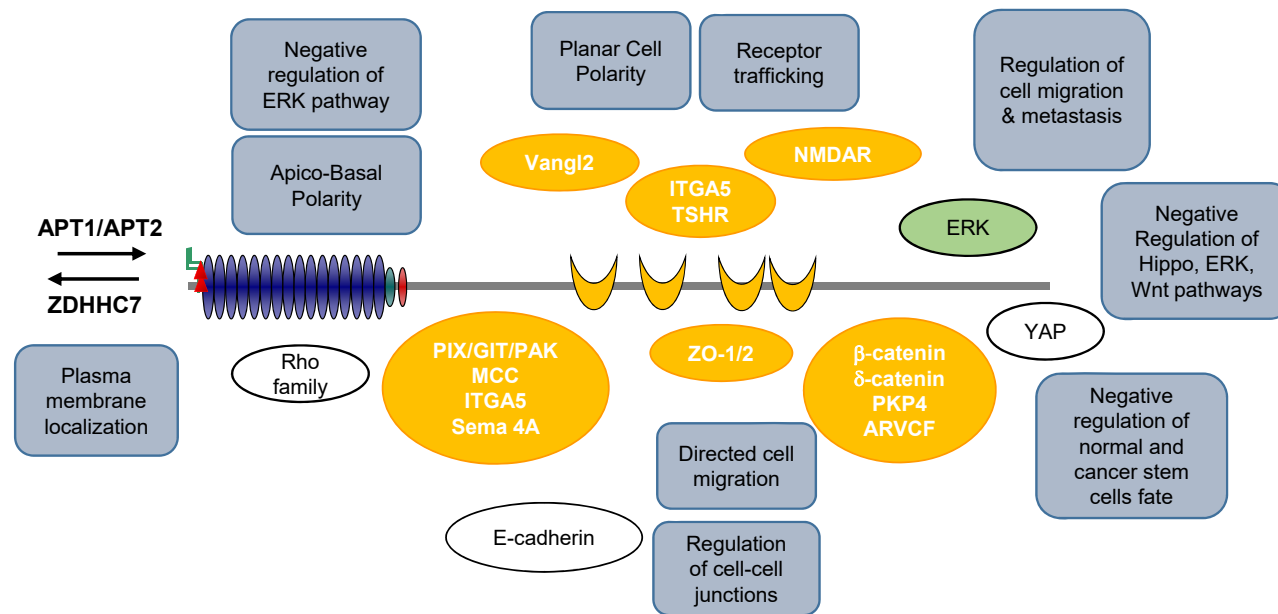 Negative
regulation of
ERK pathway
Planar Cell
Polarity
Receptor
trafficking
Regulation of
cell migration
& metastasis
Apico-Basal
Polarity
Vangl2
ITGA5
TSHR
NMDAR
ERK
Negative
Regulation of
Hippo, ERK,
Wnt pathways
APT1/APT2
ZDHHC7
Plasma
membrane
localization
Rho
family
PIX/GIT/PAK
MCC
ITGA5
Sema 4A
ZO-1/2
β-catenin
δ-catenin
PKP4
ARVCF
YAP
Negative
regulation of
normal and
cancer stem
cells fate
Directed cell
migration
E-cadherin
Regulation
of cell-cell
junctions